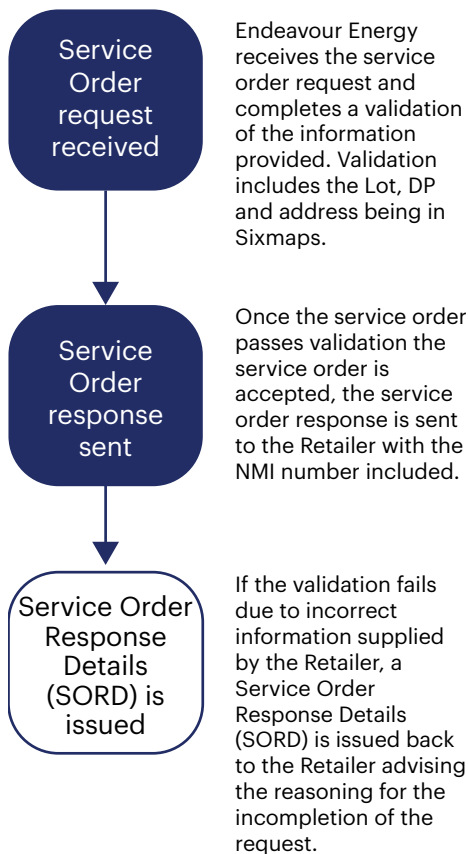 Service
Order
request
received
Endeavour Energy
receives the service
order request and
completes a validation
of the information
provided. Validation
includes the Lot, DP
and address being in
Sixmaps.
Service
Order
response
sent
Once the service order
passes validation the
service order is
accepted, the service
order response is sent
to the Retailer with the
NMI number included.
Service Order
Response
Details
(SORD) is
issued
If the validation fails
due to incorrect
information supplied
by the Retailer, a
Service Order
Response Details
(SORD) is issued back
to the Retailer advising
the reasoning for the
incompletion of the
request.